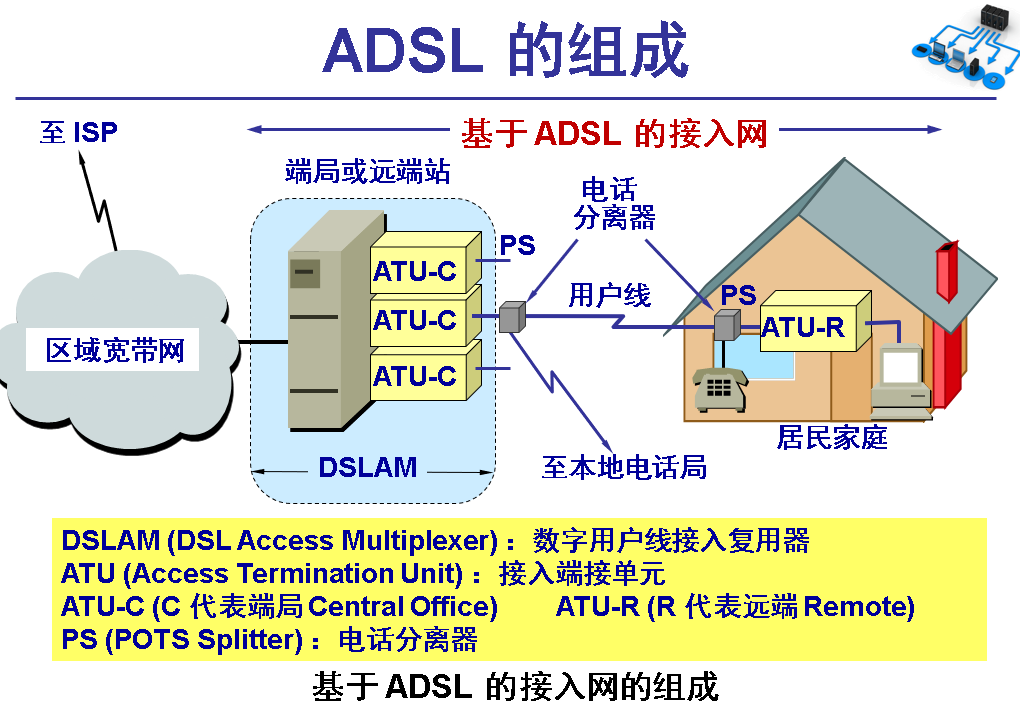 ADSL 的组成
至 ISP
基于 ADSL 的接入网
端局或远端站
电话
分离器
PS
ATU-C
ATU-C
ATU-C
用户线
PS
ATU-R
区域宽带网
居民家庭
DSLAM
至本地电话局
DSLAM (DSL Access Multiplexer)：数字用户线接入复用器
ATU (Access Termination Unit)：接入端接单元
ATU-C (C 代表端局 Central Office) ATU-R (R 代表远端 Remote)
PS (POTS Splitter)：电话分离器
基于 ADSL 的接入网的组成